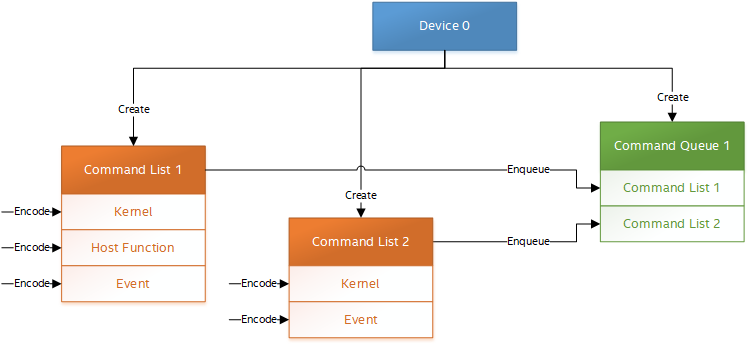 Device 0
Create
Create
Create
Command List 1
Encode
Kernel
Encode
Host Function
Encode
Event
Command List 2
Encode
Kernel
Encode
Event
Enqueue
Enqueue
Command Queue 1
Command List 1
Command List 2